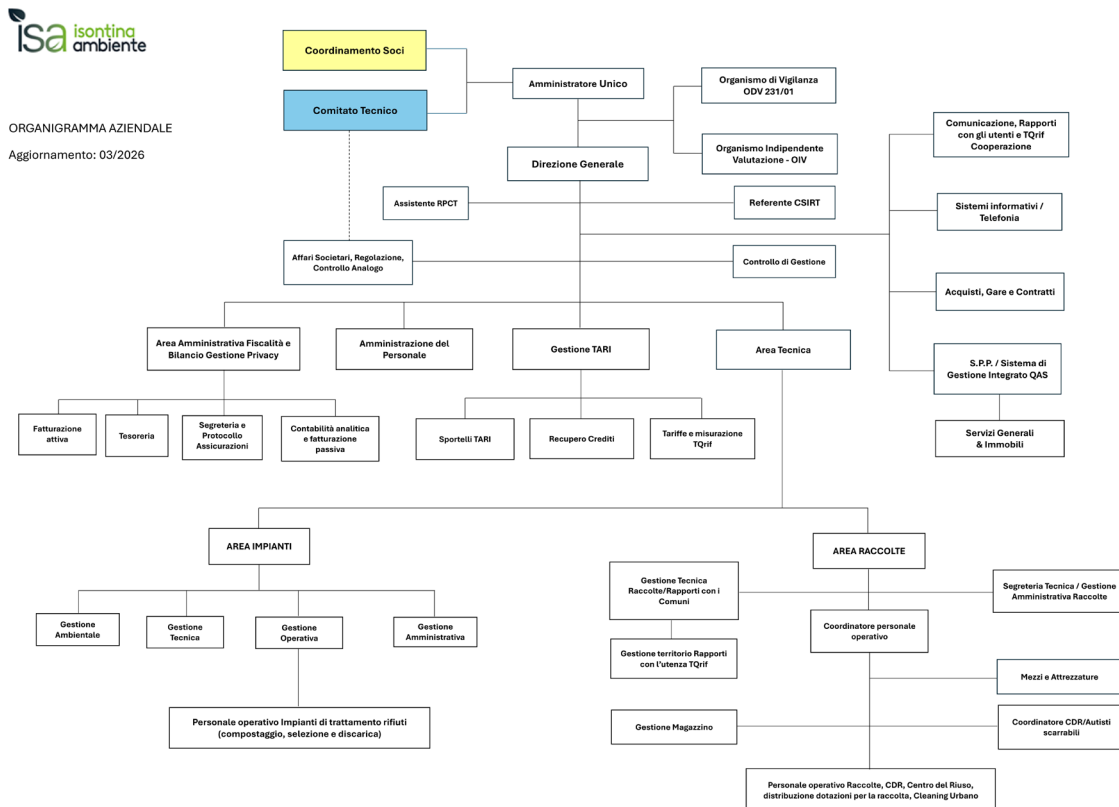 isa isontina
ambiente
ORGANIGRAMMA AZIENDALE
Aggiornamento: 03/2026
Coordinamento Soci
Comitato Tecnico
Amministratore Unico
Organismo di Vigilanza
ODV 231/01
Organismo Indipendente
Valutazione - OIV
Direzione Generale
Assistente RPCT
Referente CSIRT
Affari Societari, Regolazione,
Controllo Analogo
Controllo di Gestione
Comunicazione, Rapporti
con gli utenti e TQrif
Cooperazione
Sistemi informativi /
Telefonia
Acquisti, Gare e Contratti
S.P.P. / Sistema di
Gestione Integrato QAS
Servizi Generali
& Immobili
Area Amministrativa Fiscalità e
Bilancio Gestione Privacy
Amministrazione del
Personale
Gestione TARI
Area Tecnica
Fatturazione
attiva
Tesoreria
Segreteria e
Protocollo
Assicurazioni
Contabilità analitica
e fatturazione
passiva
Sportelli TARI
Recupero Crediti
Tariffe e misurazione
TQrif
AREA IMPIANTI
Gestione
Ambientale
Gestione
Tecnica
Gestione
Operativa
Gestione
Amministrativa
Personale operativo Impianti di trattamento rifiuti
(compostaggio, selezione e discarica)
AREA RACCOLTE
Gestione Tecnica
Raccolte/Rapporti con i
Comuni
Segreteria Tecnica / Gestione
Amministrativa Raccolte
Coordinatore personale
operativo
Gestione territorio Rapporti
con l'utenza TQrif
Mezzi e Attrezzature
Gestione Magazzino
Coordinatore CDR/Autisti
scarrabili
Personale operativo Raccolte, CDR, Centro del Riuso,
distribuzione dotazioni per la raccolta, Cleaning Urbano